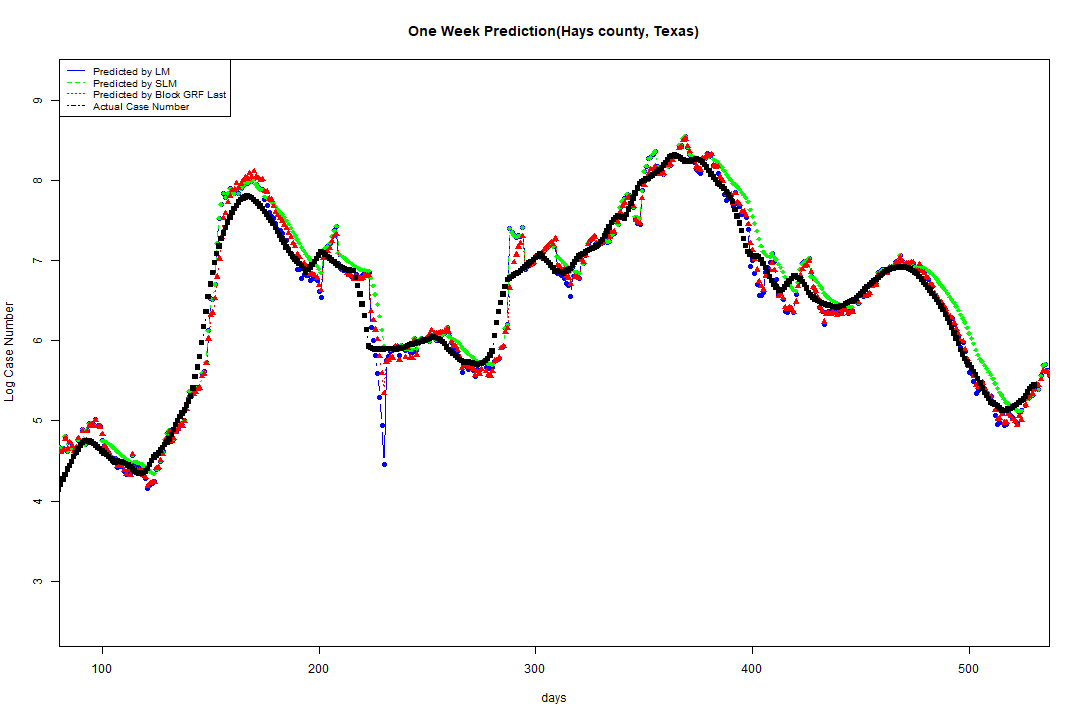 One Week Prediction(Hays county, Texas)
Predicted by LM
Predicted by SLM
Predicted by Block GRF Last
Actual Case Number
9
8
7
6
5
4
3
Log Case Number
100 200 300 400 500
days